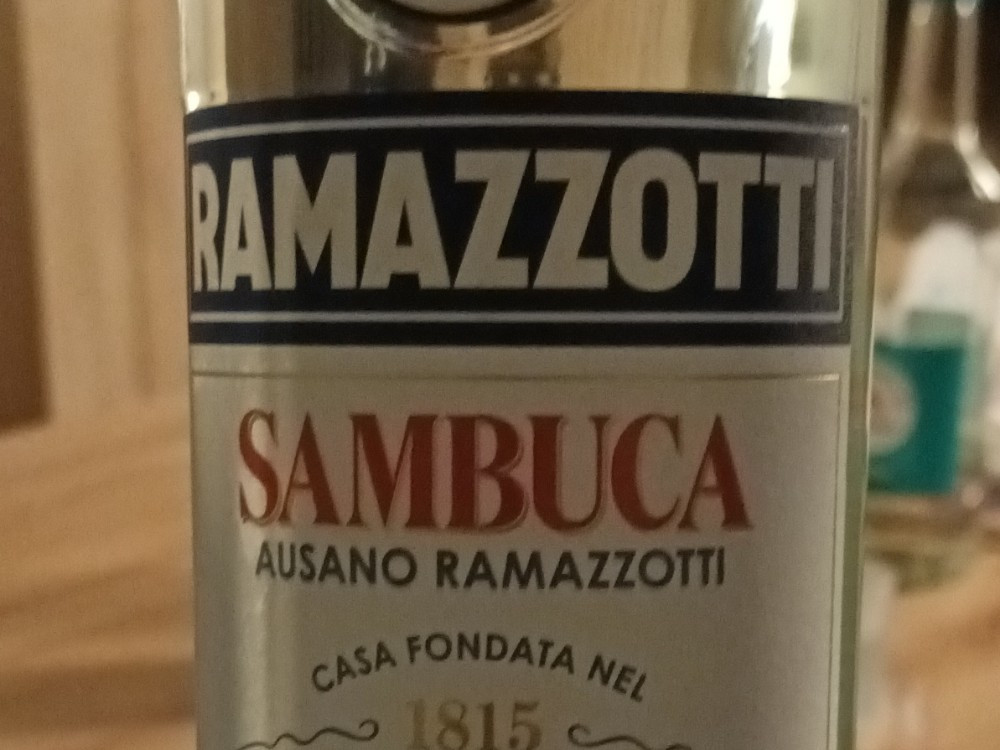 RAMAZZOTTI
SAMBUCA
AUSANO RAMAZZOTTI
CASA FONDATA NEL
1815